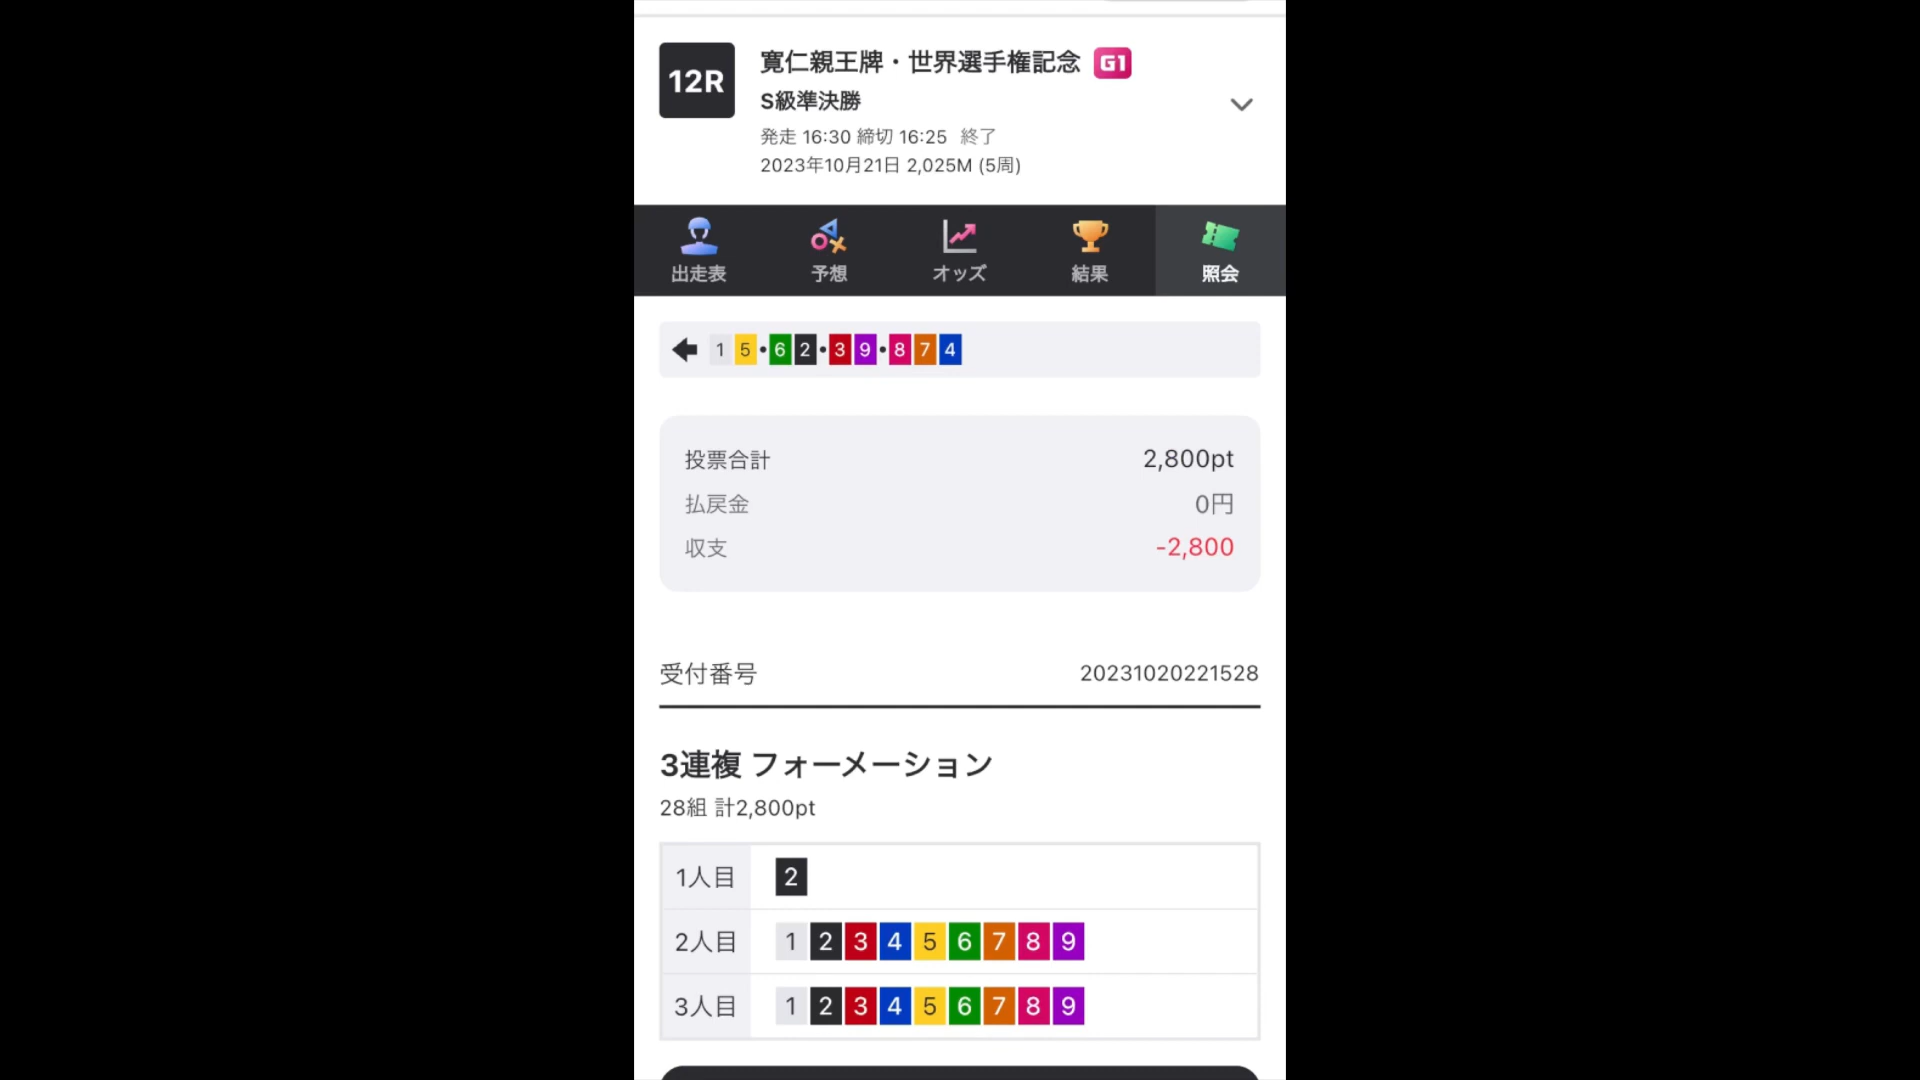 12R
寛仁親王牌・世界選手権記念 G1
S級準決勝
発走 16:30 締切 16:25 終了
2023年10月21日 2,025M (5周)
出走表 予想 オッズ 結果 照会
1 5・6 2・3 9・8 7 4
投票合計 2,800pt
払戻金 0円
収支 -2,800
受付番号 20231020221528
3連複 フォーメーション
28組 計2,800pt
1人目 2
2人目 1 2 3 4 5 6 7 8 9
3人目 1 2 3 4 5 6 7 8 9